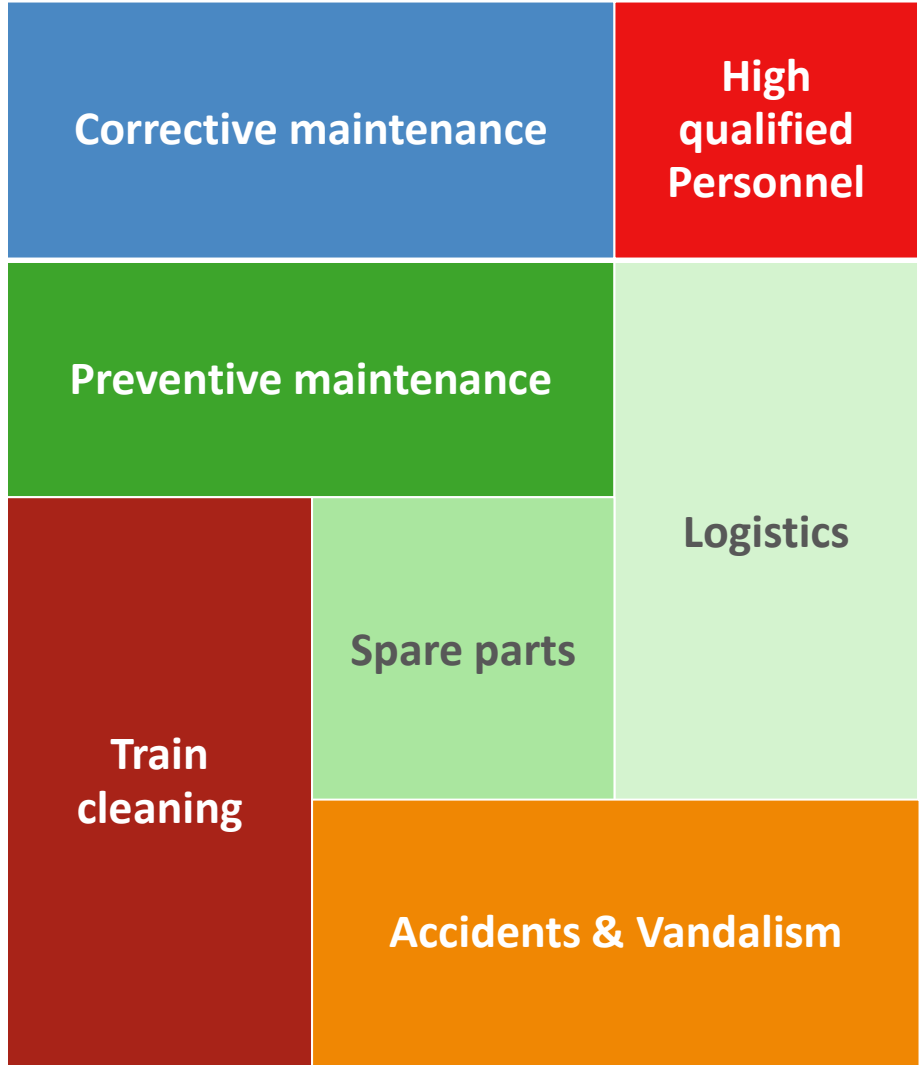 Corrective maintenance
High
qualified
Personnel
Preventive maintenance
Logistics
Spare parts
Train
cleaning
Accidents & Vandalism